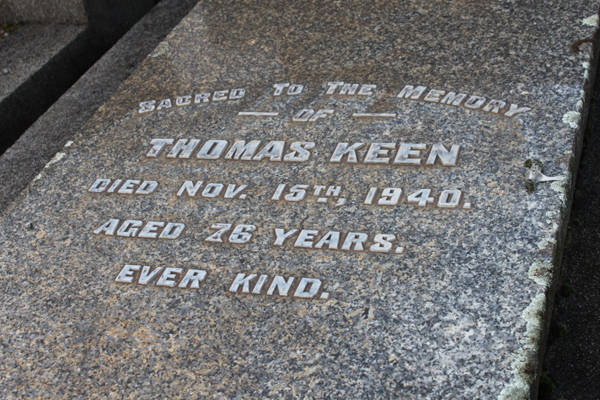 SACRED TO THE MEMORY
OF
THOMAS KEEN
DIED NOV. 15TH, 1940.
AGED 76 YEARS.
EVER KIND.